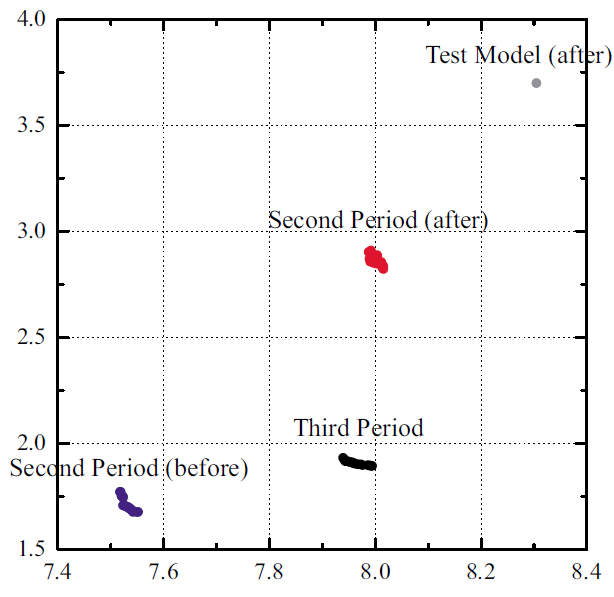 4.0
Test Model (after)
3.5
Second Period (after)
3.0
2.5
Third Period
2.0
Second Period (before)
1.5
7.4 7.6 7.8 8.0 8.2 8.4